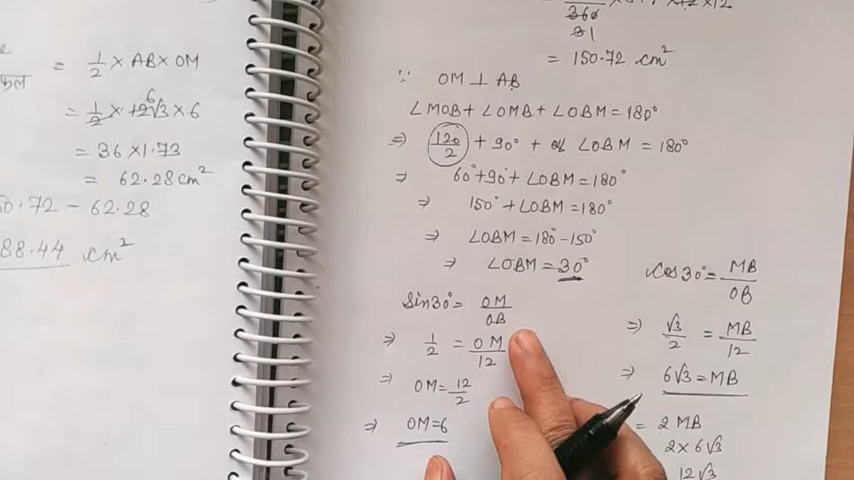 = 1/2 × AB × OM
= 1/2 × 12√3 × 6
= 36 × 1.73
= 62.28 cm²
0.72 - 62.28
88.44 cm²
= 150.72 cm²
∵ OM ⊥ AB
∠MOB + ∠OMB + ∠OBM = 180°
⇒ 120/2 + 90° + ∠OBM = 180°
⇒ 60° + 90° + ∠OBM = 180°
⇒ 150° + ∠OBM = 180°
⇒ ∠OBM = 180° - 150°
⇒ ∠OBM = 30°
Sin 30° = OM/OB
⇒ 1/2 = OM/12
⇒ OM = 12/2
⇒ OM = 6
Cos 30° = MB/OB
⇒ √3/2 = MB/12
⇒ 6√3 = MB
= 2 MB
2 × 6√3
12√3